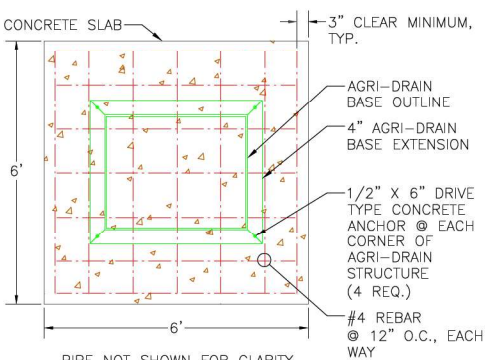 CONCRETE SLAB
3" CLEAR MINIMUM,
TYP.
AGRI-DRAIN
BASE OUTLINE
4" AGRI-DRAIN
BASE EXTENSION
6'
1/2" X 6" DRIVE
TYPE CONCRETE
ANCHOR @ EACH
CORNER OF
AGRI-DRAIN
STRUCTURE
(4 REQ.)
#4 REBAR
@ 12" O.C., EACH
WAY
6'
PIPE NOT SHOWN FOR CLARITY